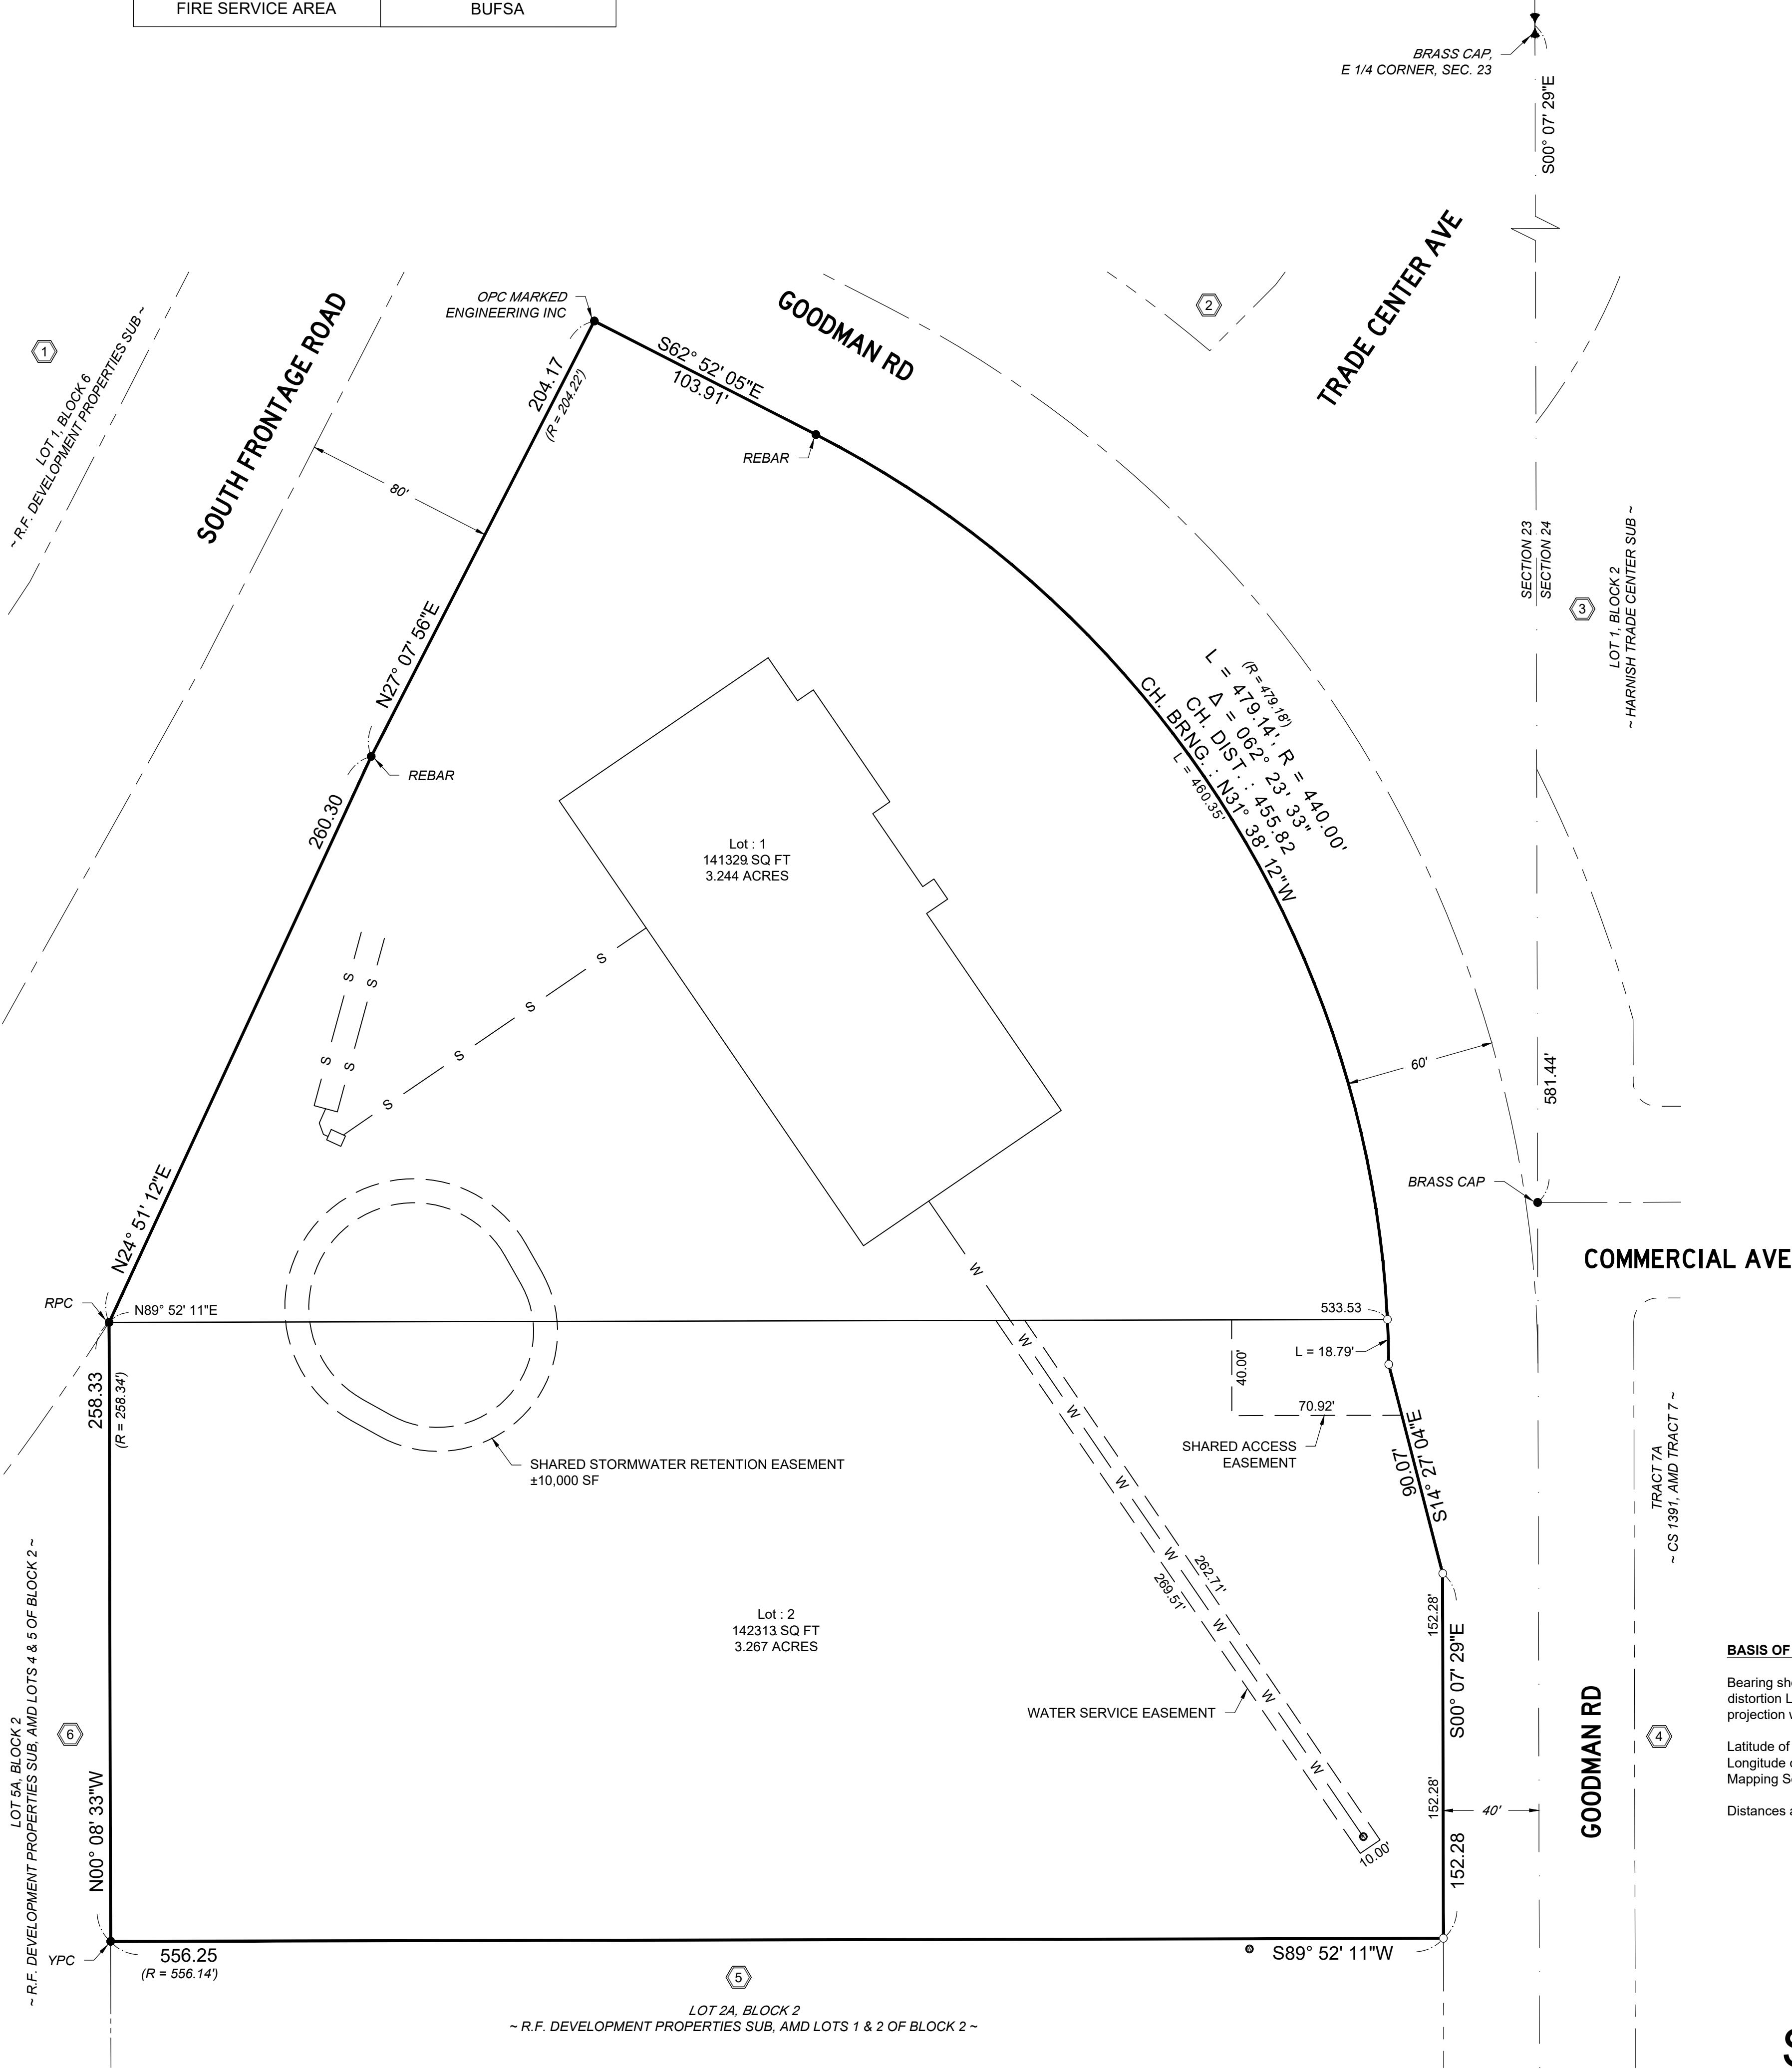 FIRE SERVICE AREA
BUFSA
BRASS CAP,
E 1/4 CORNER, SEC. 23
S00° 07' 29"E
TRADE CENTER AVE
2
OPC MARKED
ENGINEERING INC
GOODMAN RD
S62° 52' 05"E
103.91'
REBAR
SOUTH FRONTAGE ROAD
1
LOT 1, BLOCK 6
~ R.F. DEVELOPMENT PROPERTIES SUB ~
204.17
(R = 204.22')
80'
N27° 07' 56"E
REBAR
SECTION 23
SECTION 24
3
LOT 1, BLOCK 2
~ HARNISH TRADE CENTER SUB ~
(R = 479.18')
L = 479.14', R = 440.00'
Δ = 062° 23' 33"
CH. DIST. : 455.82
CH. BRNG. : N31° 38' 12"W
L = 460.35'
260.30
Lot : 1
141329 SQ FT
3.244 ACRES
S
S
S
S
S
S
S
S
60'
581.44'
BRASS CAP
COMMERCIAL AVE
N24° 51' 12"E
RPC
N89° 52' 11"E
533.53
W
W
W
W
W
W
W
W
L = 18.79'
40.00'
70.92'
SHARED ACCESS
EASEMENT
258.33
(R = 258.34')
SHARED STORMWATER RETENTION EASEMENT
±10,000 SF
90.07'
S14° 27' 04"E
TRACT 7A
~ CS 1391, AMD TRACT 7 ~
262.71'
269.51'
Lot : 2
142313 SQ FT
3.267 ACRES
152.28'
S00° 07' 29"E
152.28'
152.28
WATER SERVICE EASEMENT
10.00'
40'
GOODMAN RD
4
BASIS OF
Bearing sh
distortion L
projection w
Latitude of
Longitude
Mapping S
Distances a
LOT 5A, BLOCK 2
~ R.F. DEVELOPMENT PROPERTIES SUB, AMD LOTS 4 & 5 OF BLOCK 2 ~
6
N00° 08' 33"W
YPC
556.25
(R = 556.14')
S89° 52' 11"W
5
LOT 2A, BLOCK 2
~ R.F. DEVELOPMENT PROPERTIES SUB, AMD LOTS 1 & 2 OF BLOCK 2 ~
S